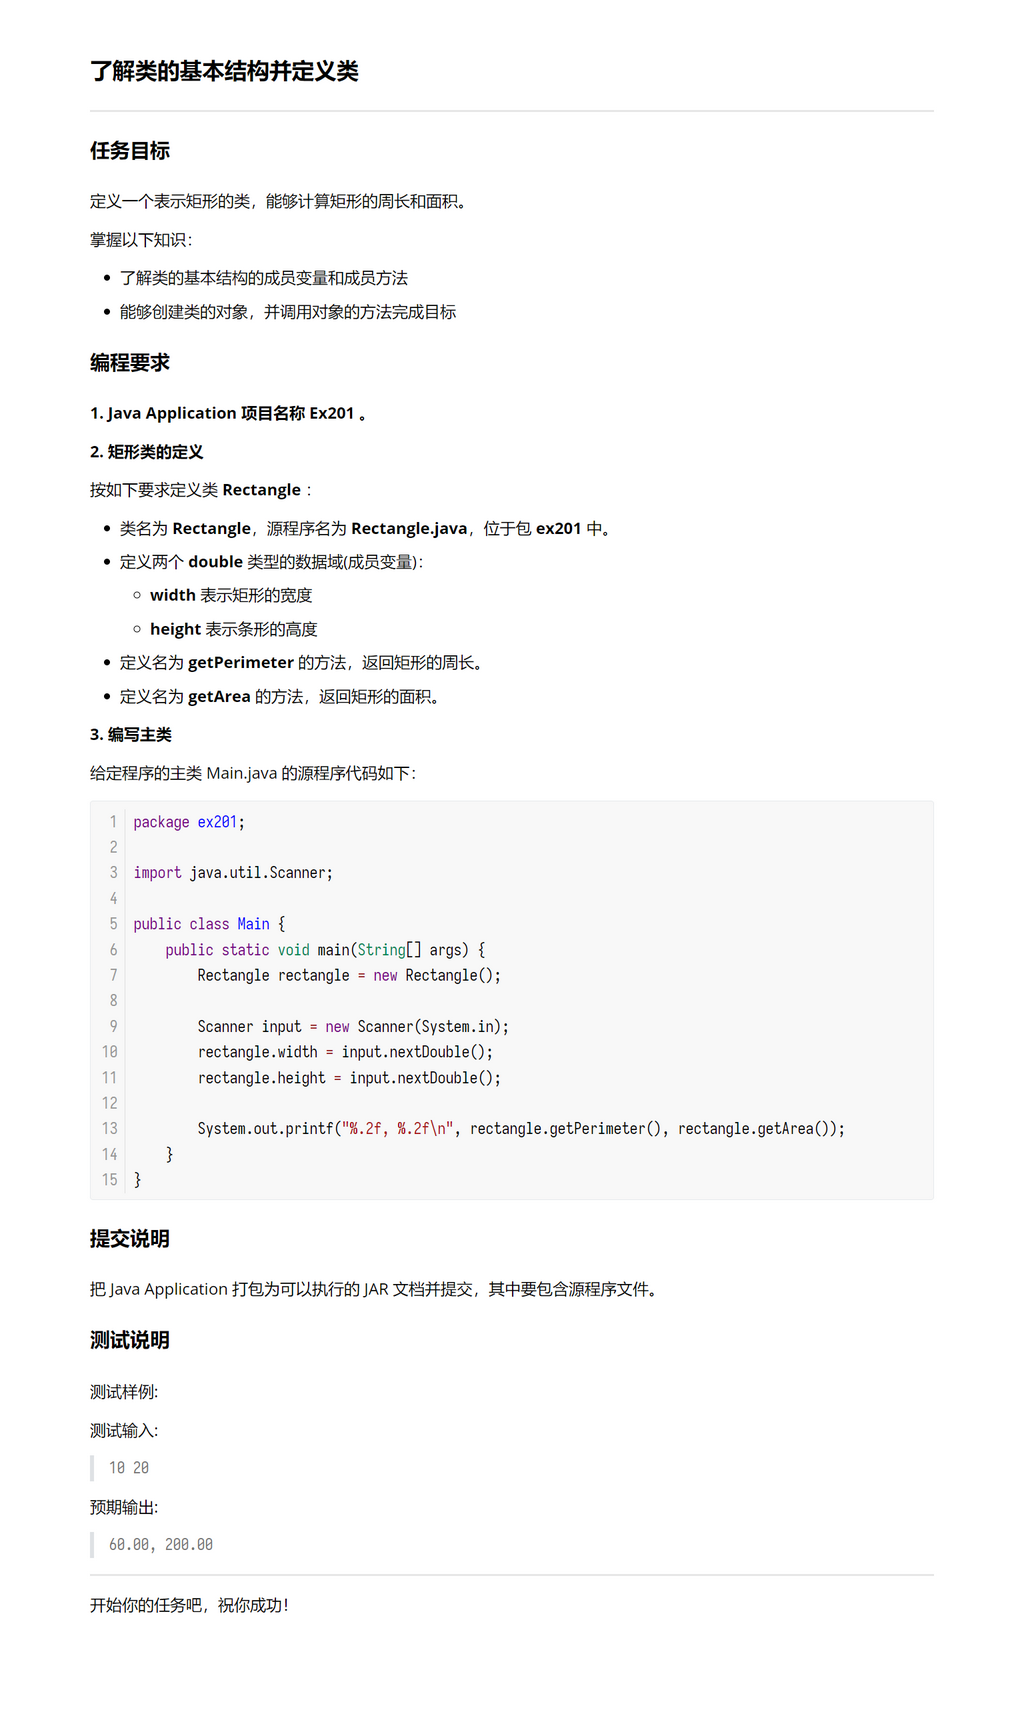 了解类的基本结构并定义类
任务目标
定义一个表示矩形的类，能够计算矩形的周长和面积。
掌握以下知识：
• 了解类的基本结构的成员变量和成员方法
• 能够创建类的对象，并调用对象的方法完成目标
编程要求
1. Java Application 项目名称 Ex201 。
2. 矩形类的定义
按如下要求定义类 Rectangle ：
• 类名为 Rectangle，源程序名为 Rectangle.java，位于包 ex201 中。
• 定义两个 double 类型的数据域(成员变量)：
◦ width 表示矩形的宽度
◦ height 表示条形的高度
• 定义名为 getPerimeter 的方法，返回矩形的周长。
• 定义名为 getArea 的方法，返回矩形的面积。
3. 编写主类
给定程序的主类 Main.java 的源程序代码如下：
1 package ex201;
2
3 import java.util.Scanner;
4
5 public class Main {
6     public static void main(String[] args) {
7         Rectangle rectangle = new Rectangle();
8
9         Scanner input = new Scanner(System.in);
10         rectangle.width = input.nextDouble();
11         rectangle.height = input.nextDouble();
12
13         System.out.printf("%.2f, %.2f\n", rectangle.getPerimeter(), rectangle.getArea());
14     }
15 }
提交说明
把 Java Application 打包为可以执行的 JAR 文档并提交，其中要包含源程序文件。
测试说明
测试样例:
测试输入:
10 20
预期输出:
60.00, 200.00
开始你的任务吧，祝你成功！